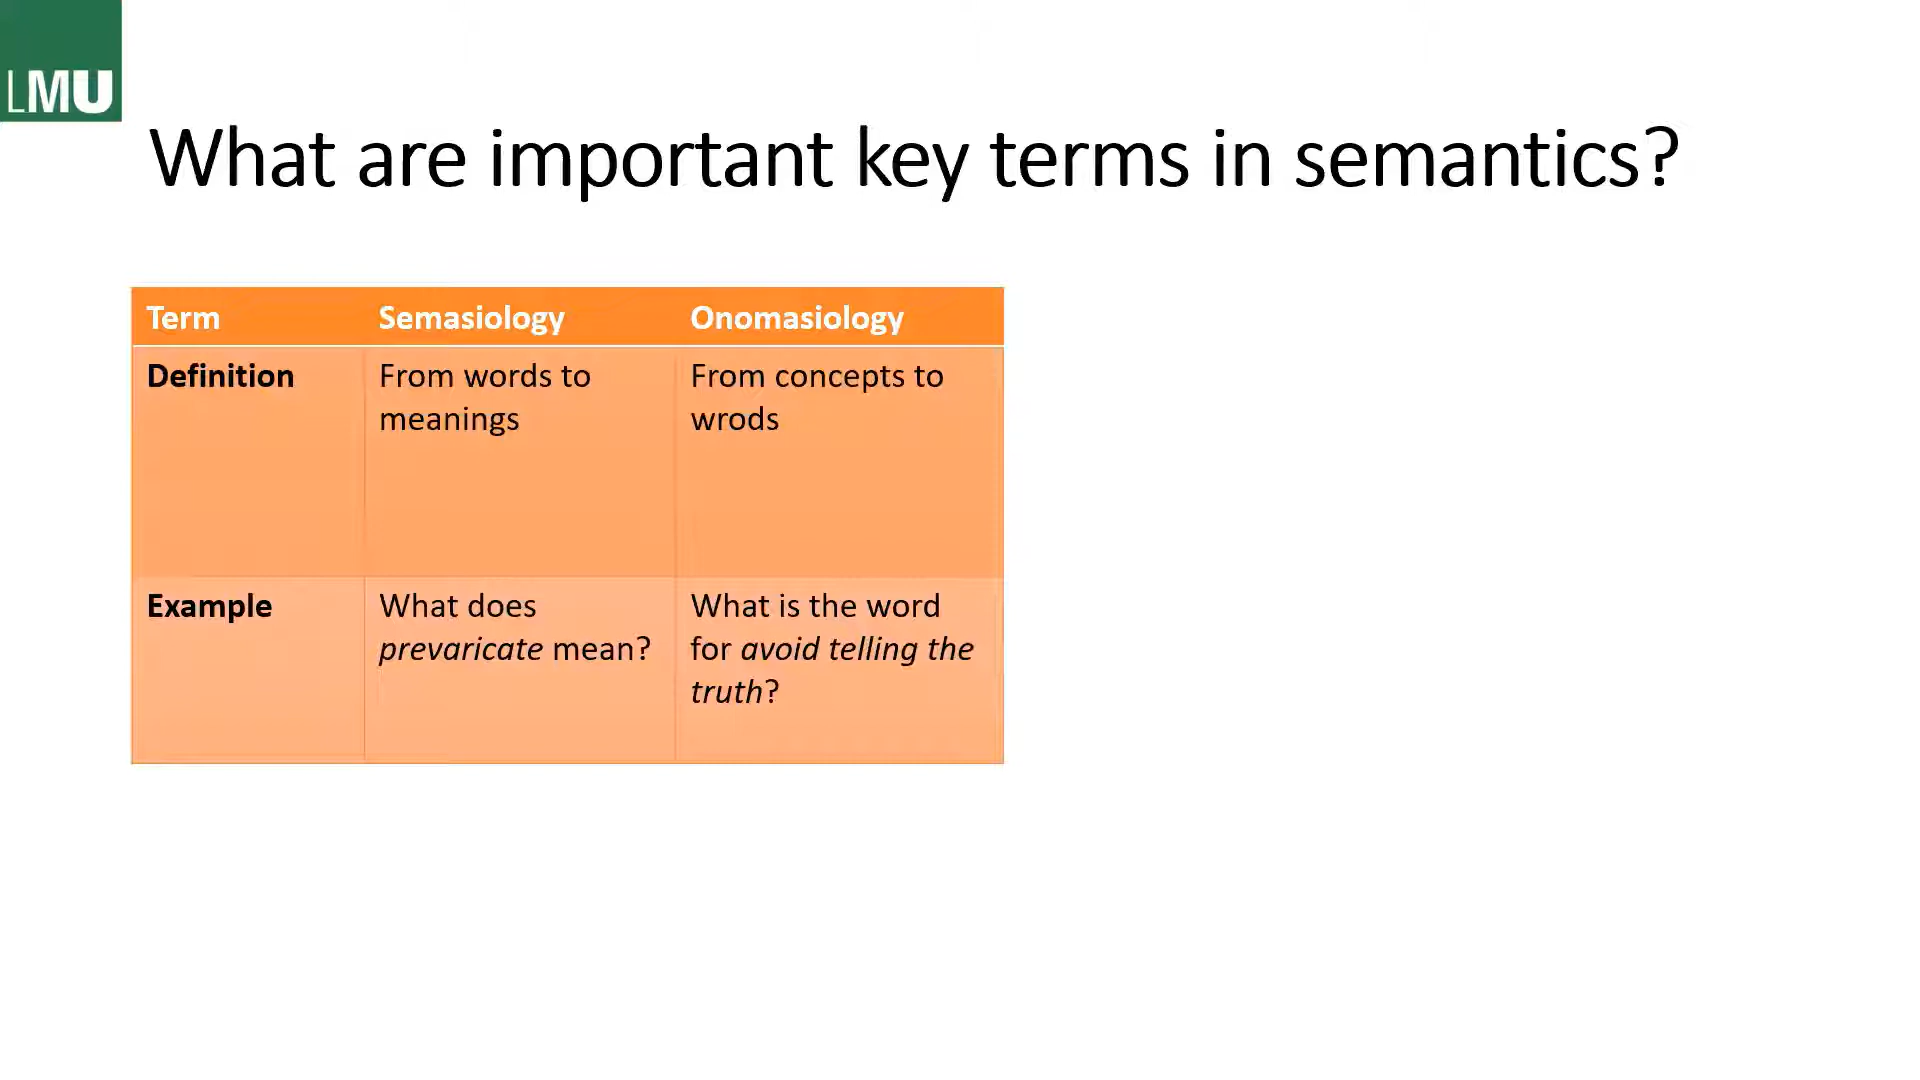 LMU
What are important key terms in semantics?
Term Semasiology Onomasiology
Definition From words to From concepts to
meanings wrods
Example What does What is the word
prevaricate mean? for avoid telling the
truth?